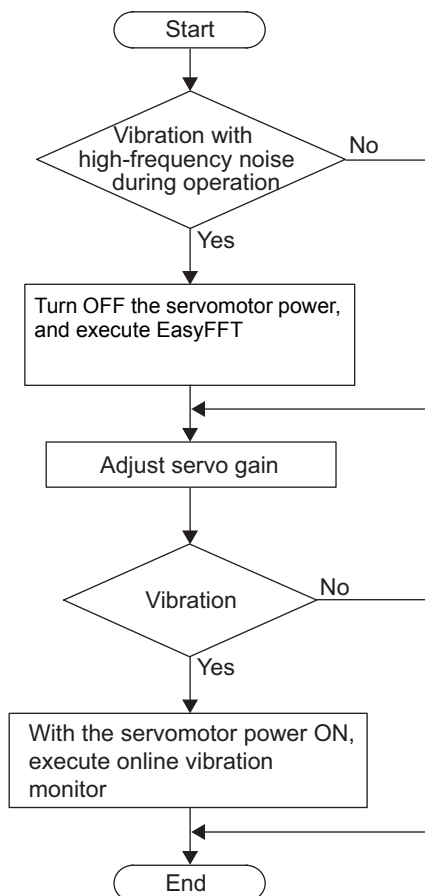 Start
Vibration with
high-frequency noise
during operation
No
Yes
Turn OFF the servomotor power,
and execute EasyFFT
Adjust servo gain
Vibration
No
Yes
With the servomotor power ON,
execute online vibration
monitor
End